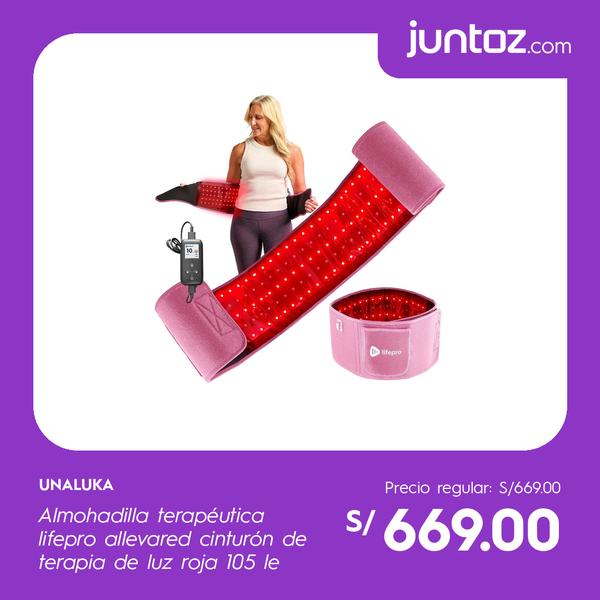 juntoz.com
10
lifepro
UNALUKA
Almohadilla terapéutica
lifepro allevared cinturón de
terapia de luz roja 105 le
Precio regular: S/669.00
S/ 669.00